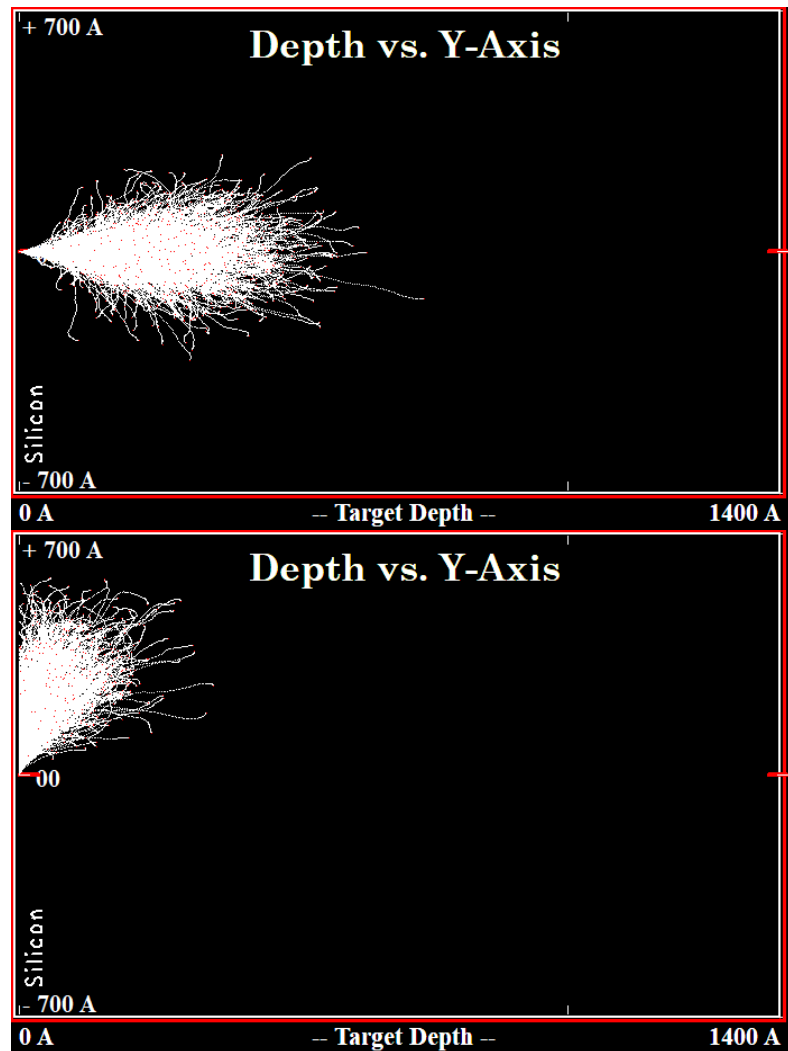 + 700 A
Depth vs. Y-Axis
Silicon
- 700 A
0 A -- Target Depth -- 1400 A
+ 700 A
Depth vs. Y-Axis
00
Silicon
- 700 A
0 A -- Target Depth -- 1400 A